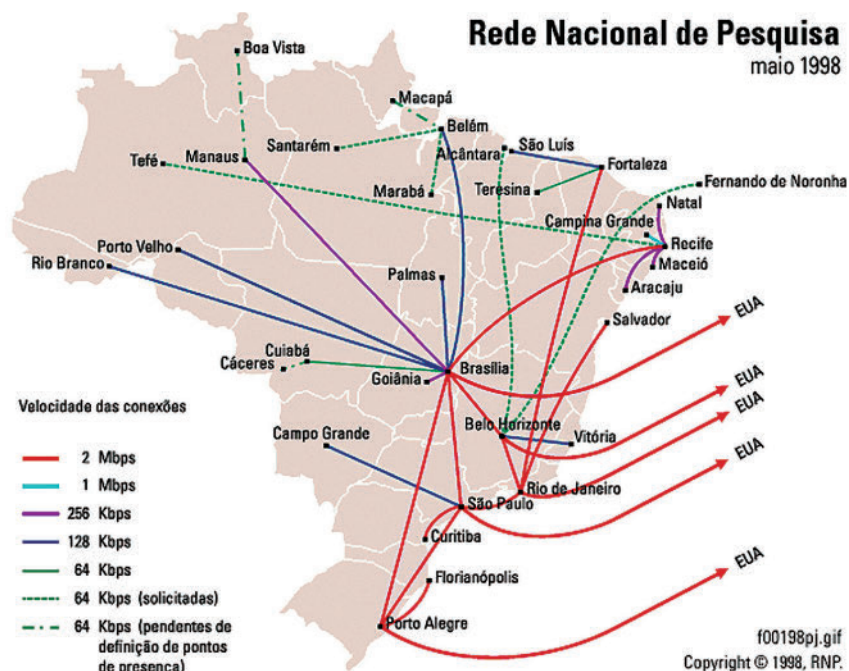 Rede Nacional de Pesquisa
maio 1998
Boa Vista
Macapá
Belém
Santarém
Alcântara
São Luís
Manaus
Tefé
Fortaleza
Marabá
Teresina
Fernando de Noronha
Natal
Campina Grande
Recife
Porto Velho
Maceió
Rio Branco
Palmas
Aracaju
EUA
Salvador
Cuiabá
Cáceres
Brasília
Goiânia
EUA
EUA
Velocidade das conexões
Belo Horizonte
Vitória
Campo Grande
EUA
2 Mbps
1 Mbps
Rio de Janeiro
São Paulo
256 Kbps
128 Kbps
Curitiba
64 Kbps
EUA
Florianópolis
64 Kbps (solicitadas)
Porto Alegre
64 Kbps (pendentes de
definição de pontos
de presença)
f00198pj.gif
Copyright © 1998, RNP.